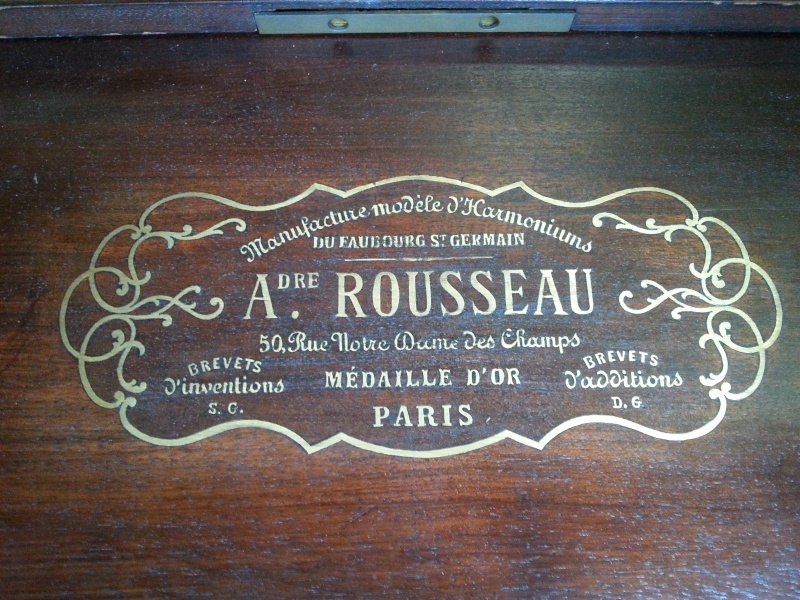 Manufacture modèle d'Harmoniums
DU FAUBOURG ST GERMAIN
ADRE. ROUSSEAU
50, Rue Notre Dame des Champs
BREVETS
d'inventions
S. G.
MÉDAILLE D'OR
PARIS
BREVETS
d'additions
D. G